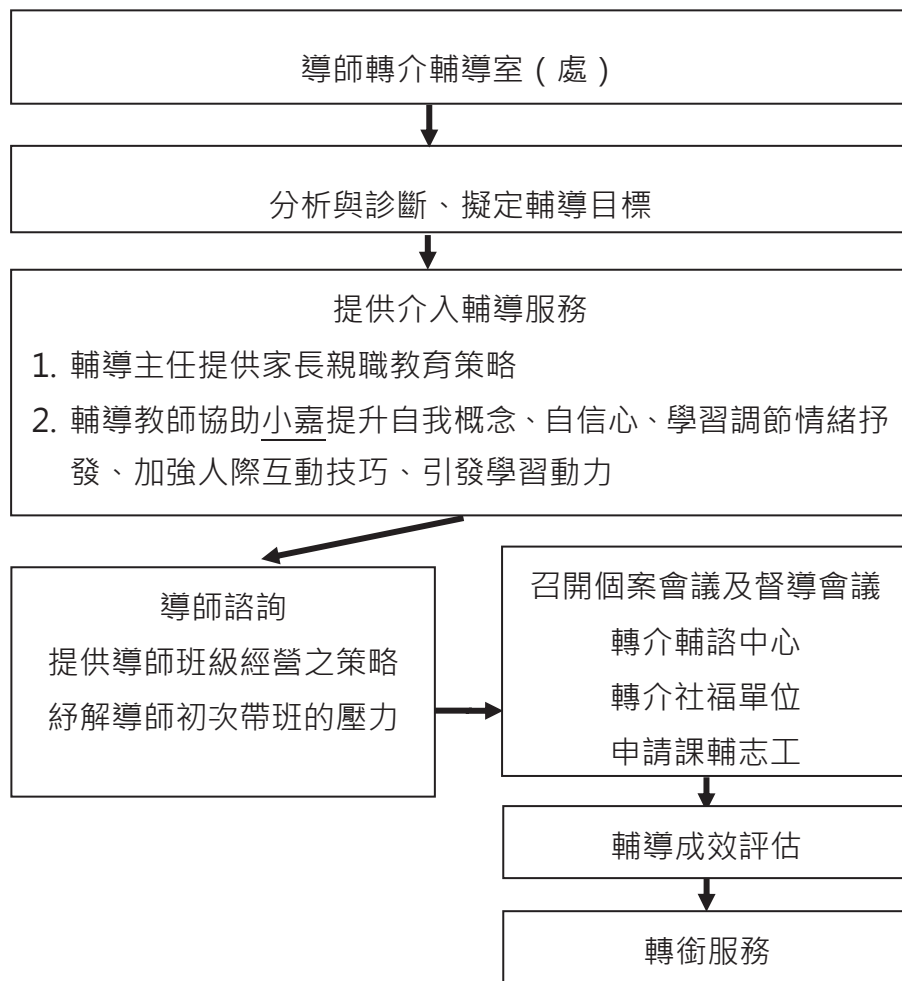 導師轉介輔導室（處）
分析與診斷、擬定輔導目標
提供介入輔導服務
1. 輔導主任提供家長親職教育策略
2. 輔導教師協助小嘉提升自我概念、自信心、學習調節情緒抒
發、加強人際互動技巧、引發學習動力
導師諮詢
提供導師班級經營之策略
紓解導師初次帶班的壓力
召開個案會議及督導會議
轉介輔諮中心
轉介社福單位
申請課輔志工
輔導成效評估
轉銜服務